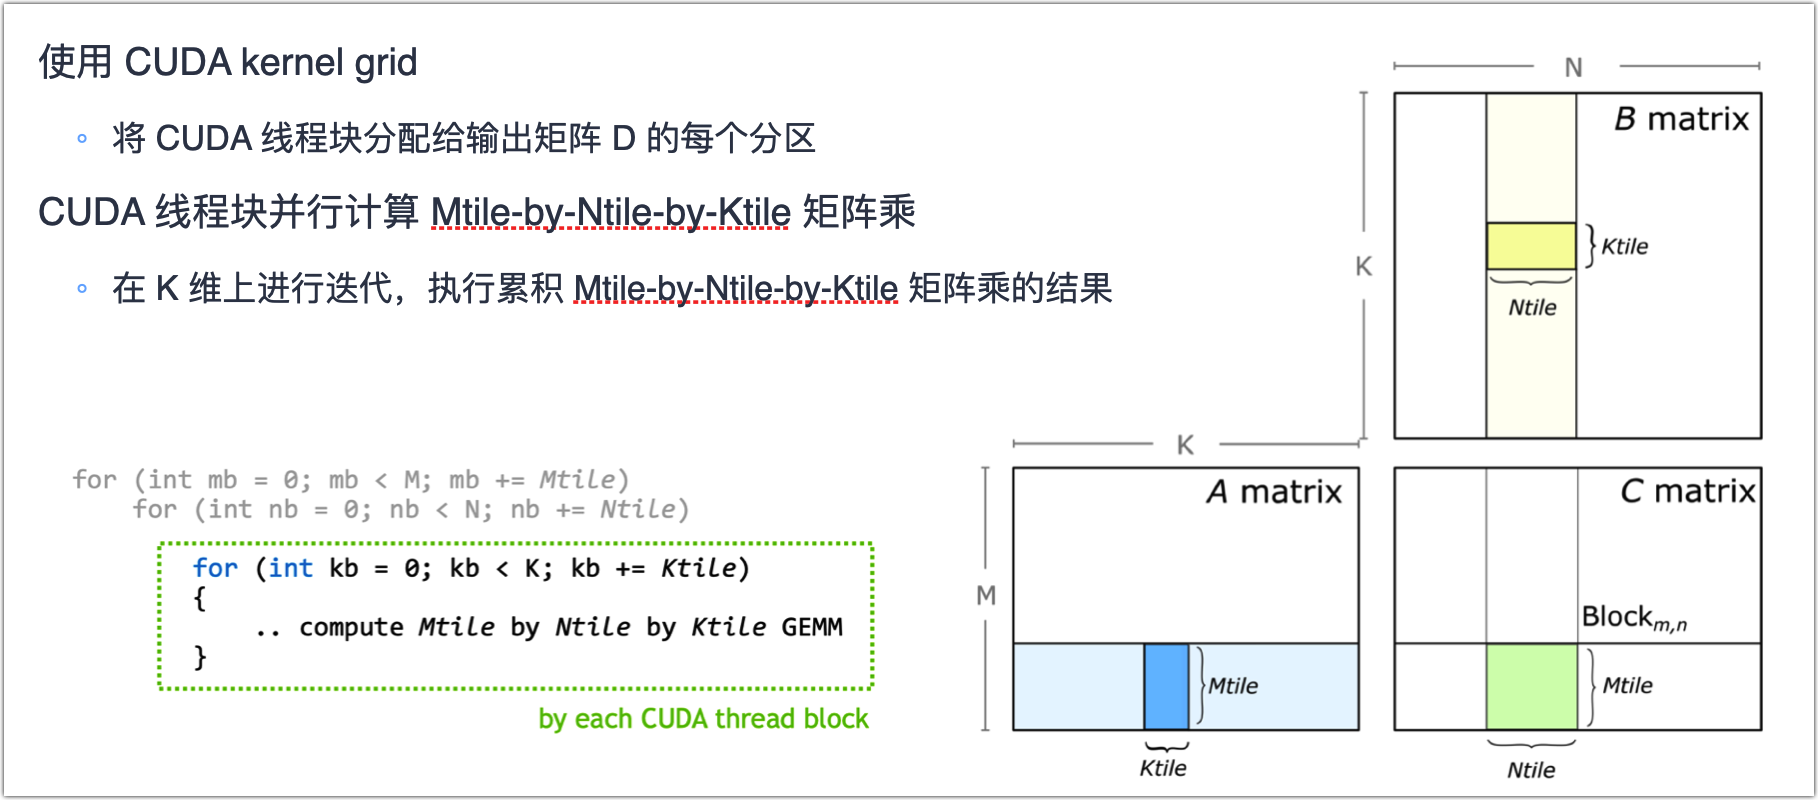 使用 CUDA kernel grid
将 CUDA 线程块分配给输出矩阵 D 的每个分区
CUDA 线程块并行计算 Mtile-by-Ntile-by-Ktile 矩阵乘
在 K 维上进行迭代，执行累积 Mtile-by-Ntile-by-Ktile 矩阵乘的结果
for (int mb = 0; mb < M; mb += Mtile)
for (int nb = 0; nb < N; nb += Ntile)
for (int kb = 0; kb < K; kb += Ktile)
{
.. compute Mtile by Ntile by Ktile GEMM
}
by each CUDA thread block
N
B matrix
K
Ktile
Ntile
K
A matrix
M
Mtile
Ktile
C matrix
Blockm,n
Mtile
Ntile